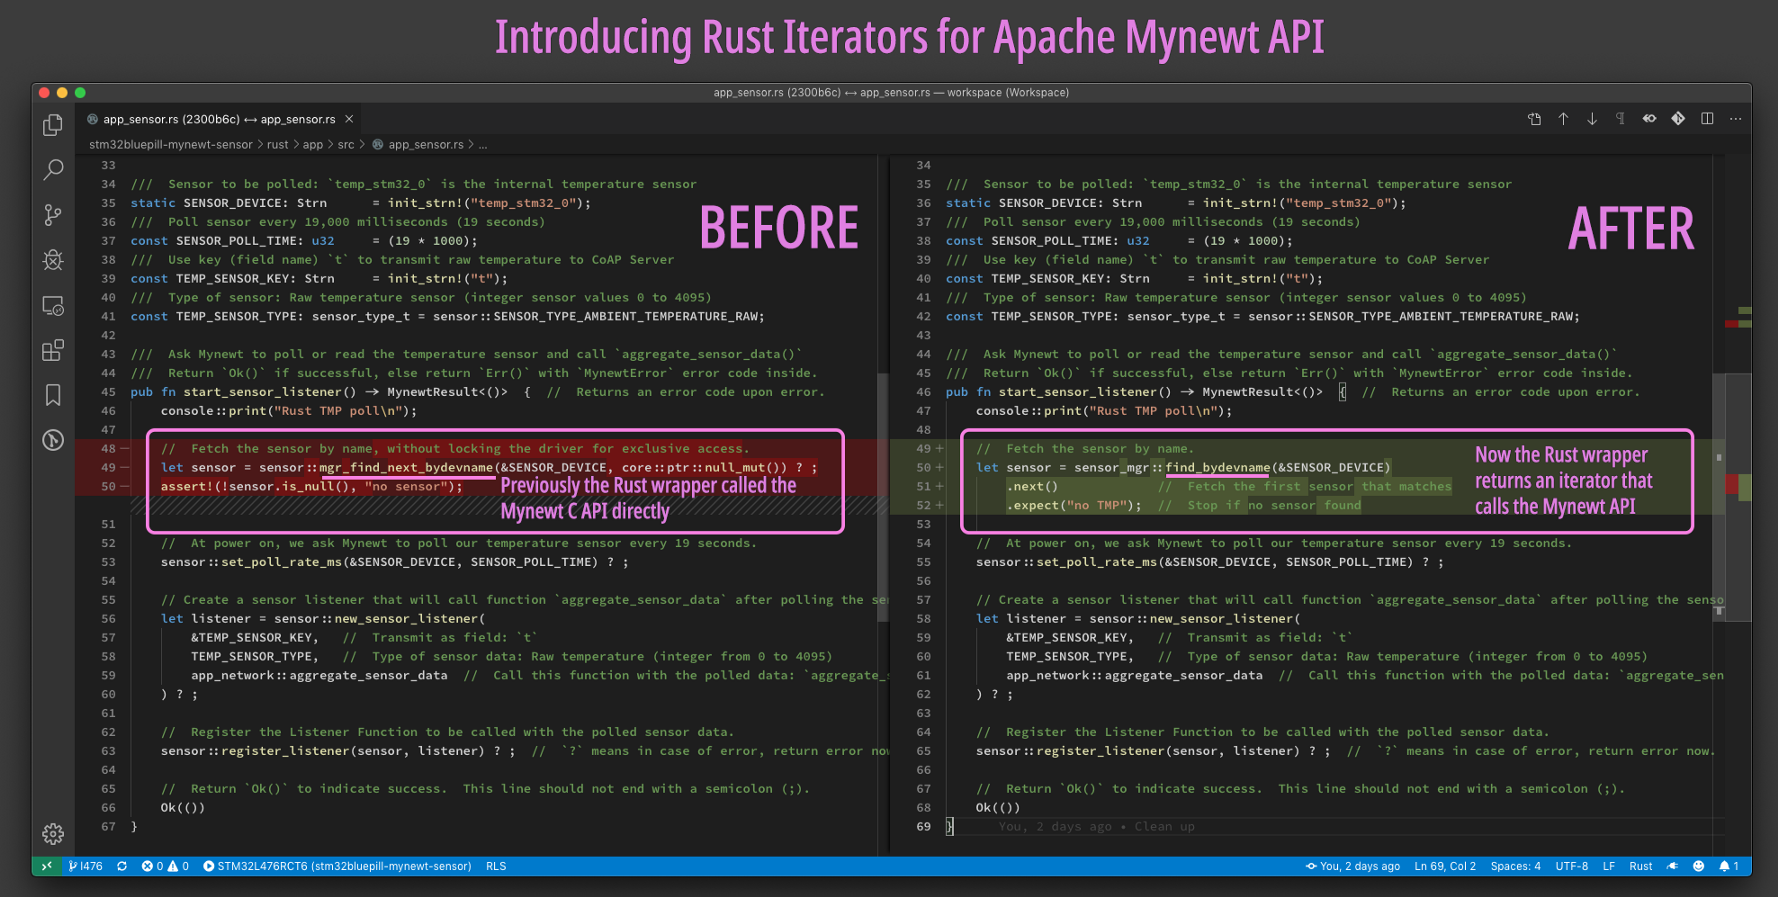 Introducing Rust Iterators for Apache Mynewt API
app_sensor.rs (2300b6c) ↔ app_sensor.rs — workspace (Workspace)
app_sensor.rs (2300b6c) ↔ app_sensor.rs ×
stm32bluepill-mynewt-sensor > rust > app > src > app_sensor.rs > ...
BEFORE
33
34 ///  Sensor to be polled: `temp_stm32_0` is the internal temperature sensor
35 static SENSOR_DEVICE: Strn      = init_strn!("temp_stm32_0");
36 ///  Poll sensor every 19,000 milliseconds (19 seconds)
37 const SENSOR_POLL_TIME: u32     = (19 * 1000);
38 ///  Use key (field name) `t` to transmit raw temperature to CoAP Server
39 const TEMP_SENSOR_KEY: Strn     = init_strn!("t");
40 ///  Type of sensor: Raw temperature sensor (integer sensor values 0 to 4095)
41 const TEMP_SENSOR_TYPE: sensor_type_t = sensor::SENSOR_TYPE_AMBIENT_TEMPERATURE_RAW;
42
43 ///  Ask Mynewt to poll or read the temperature sensor and call `aggregate_sensor_data()`
44 ///  Return `Ok()` if successful, else return `Err()` with `MynewtError` error code inside.
45 pub fn start_sensor_listener() -> MynewtResult<()>  {  //  Returns an error code upon error.
46     console::print("Rust TMP poll\n");
47
48 −     //  Fetch the sensor by name, without locking the driver for exclusive access.
49 −     let sensor = sensor::mgr_find_next_bydevname(&SENSOR_DEVICE, core::ptr::null_mut()) ? ;
50 −     assert!(!sensor.is_null(), "no sensor");
Previously the Rust wrapper called the
Mynewt C API directly
51
52     //  At power on, we ask Mynewt to poll our temperature sensor every 19 seconds.
53     sensor::set_poll_rate_ms(&SENSOR_DEVICE, SENSOR_POLL_TIME) ? ;
54
55     // Create a sensor listener that will call function `aggregate_sensor_data` after polling the se
56     let listener = sensor::new_sensor_listener(
57         &TEMP_SENSOR_KEY,   //  Transmit as field: `t`
58         TEMP_SENSOR_TYPE,   //  Type of sensor data: Raw temperature (integer from 0 to 4095)
59         app_network::aggregate_sensor_data  //  Call this function with the polled data: `aggregate_
60     ) ? ;
61
62     //  Register the Listener Function to be called with the polled sensor data.
63     sensor::register_listener(sensor, listener) ? ;  //  `?` means in case of error, return error now
64
65     //  Return `Ok()` to indicate success.  This line should not end with a semicolon (;).
66     Ok(())
67 }
AFTER
34
35 ///  Sensor to be polled: `temp_stm32_0` is the internal temperature sensor
36 static SENSOR_DEVICE: Strn      = init_strn!("temp_stm32_0");
37 ///  Poll sensor every 19,000 milliseconds (19 seconds)
38 const SENSOR_POLL_TIME: u32     = (19 * 1000);
39 ///  Use key (field name) `t` to transmit raw temperature to CoAP Server
40 const TEMP_SENSOR_KEY: Strn     = init_strn!("t");
41 ///  Type of sensor: Raw temperature sensor (integer sensor values 0 to 4095)
42 const TEMP_SENSOR_TYPE: sensor_type_t = sensor::SENSOR_TYPE_AMBIENT_TEMPERATURE_RAW;
43
44 ///  Ask Mynewt to poll or read the temperature sensor and call `aggregate_sensor_data()`
45 ///  Return `Ok()` if successful, else return `Err()` with `MynewtError` error code inside.
46 pub fn start_sensor_listener() -> MynewtResult<()>  {  //  Returns an error code upon error.
47     console::print("Rust TMP poll\n");
48
49 +     //  Fetch the sensor by name.
50 +     let sensor = sensor_mgr::find_bydevname(&SENSOR_DEVICE)
51 +         .next()             //  Fetch the first sensor that matches
52 +         .expect("no TMP");  //  Stop if no sensor found
Now the Rust wrapper
returns an iterator that
calls the Mynewt API
53
54     //  At power on, we ask Mynewt to poll our temperature sensor every 19 seconds.
55     sensor::set_poll_rate_ms(&SENSOR_DEVICE, SENSOR_POLL_TIME) ? ;
56
57     // Create a sensor listener that will call function `aggregate_sensor_data` after polling the senso
58     let listener = sensor::new_sensor_listener(
59         &TEMP_SENSOR_KEY,   //  Transmit as field: `t`
60         TEMP_SENSOR_TYPE,   //  Type of sensor data: Raw temperature (integer from 0 to 4095)
61         app_network::aggregate_sensor_data  //  Call this function with the polled data: `aggregate_sen
62     ) ? ;
63
64     //  Register the Listener Function to be called with the polled sensor data.
65     sensor::register_listener(sensor, listener) ? ;  //  `?` means in case of error, return error now.
66
67     //  Return `Ok()` to indicate success.  This line should not end with a semicolon (;).
68     Ok(())
69 }      You, 2 days ago • Clean up
l476 0 0 STM32L476RCT6 (stm32bluepill-mynewt-sensor) RLS You, 2 days ago Ln 69, Col 2 Spaces: 4 UTF-8 LF Rust 1